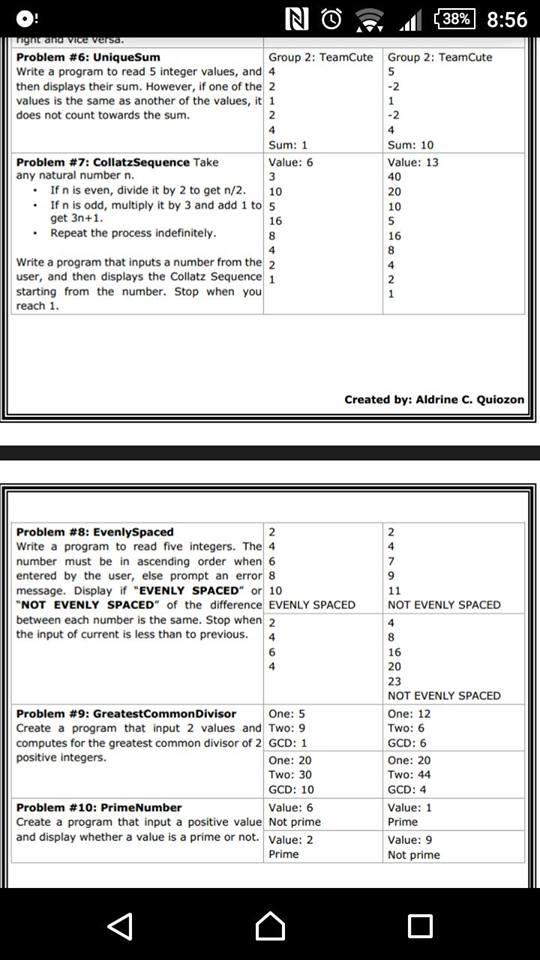 38%
8:56
right and vice versa.
Problem #6: UniqueSum
Write a program to read 5 integer values, and
then displays their sum. However, if one of the
values is the same as another of the values, it
does not count towards the sum.
Group 2: TeamCute
4
2
1
2
4
Sum: 1
Group 2: TeamCute
5
-2
1
-2
4
Sum: 10
Problem #7: CollatzSequence Take
any natural number n.
• If n is even, divide it by 2 to get n/2.
• If n is odd, multiply it by 3 and add 1 to
get 3n+1.
• Repeat the process indefinitely.
Write a program that inputs a number from the
user, and then displays the Collatz Sequence
starting from the number. Stop when you
reach 1.
Value: 6
3
10
5
16
8
4
2
1
Value: 13
40
20
10
5
16
8
4
2
1
Created by: Aldrine C. Quiozon
Problem #8: EvenlySpaced
Write a program to read five integers. The
number must be in ascending order when
entered by the user, else prompt an error
message. Display if "EVENLY SPACED" or
"NOT EVENLY SPACED" of the difference
between each number is the same. Stop when
the input of current is less than to previous.
2
4
6
8
10
EVENLY SPACED
2
4
7
9
11
NOT EVENLY SPACED
2
4
6
4
4
8
16
20
23
NOT EVENLY SPACED
Problem #9: GreatestCommonDivisor
Create a program that input 2 values and
computes for the greatest common divisor of 2
positive integers.
One: 5
Two: 9
GCD: 1
One: 12
Two: 6
GCD: 6
One: 20
Two: 30
GCD: 10
One: 20
Two: 44
GCD: 4
Problem #10: PrimeNumber
Create a program that input a positive value
and display whether a value is a prime or not.
Value: 6
Not prime
Value: 1
Prime
Value: 2
Prime
Value: 9
Not prime